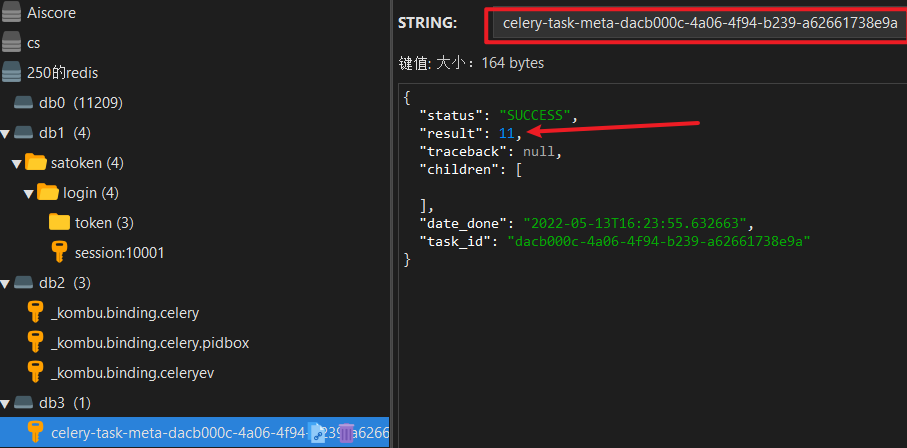 Aiscore
cs
250的redis
db0 (11209)
db1 (4)
satoken (4)
login (4)
token (3)
session:10001
db2 (3)
_kombu.binding.celery
_kombu.binding.celery.pidbox
_kombu.binding.celeryev
db3 (1)
celery-task-meta-dacb000c-4a06-4f94-b239-a6266
STRING: celery-task-meta-dacb000c-4a06-4f94-b239-a62661738e9a
键值: 大小：164 bytes
{
"status": "SUCCESS",
"result": 11,
"traceback": null,
"children": [
],
"date_done": "2022-05-13T16:23:55.632663",
"task_id": "dacb000c-4a06-4f94-b239-a62661738e9a"
}